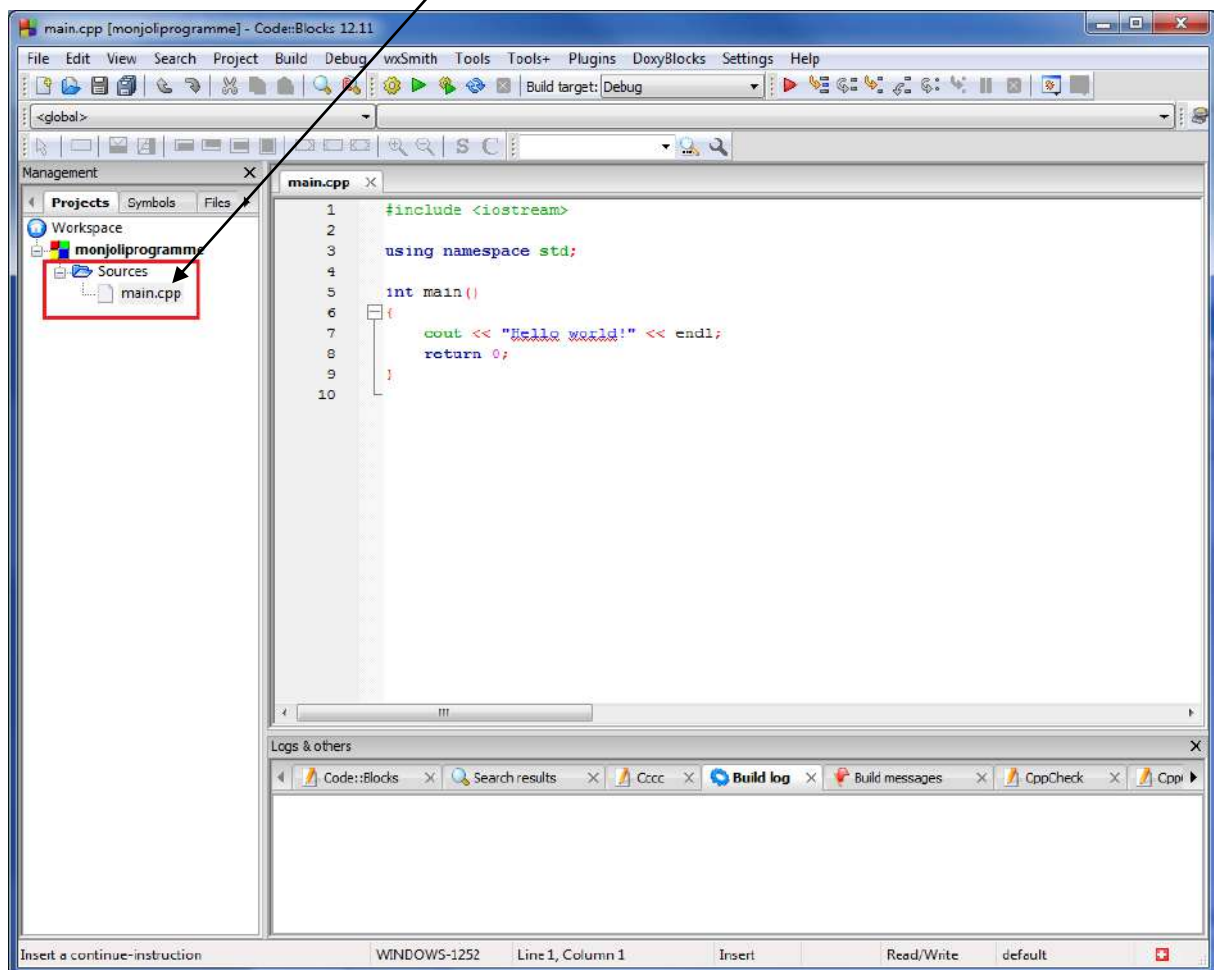 main.cpp [monjoliprogramme] - Code::Blocks 12.11
File Edit View Search Project Build Debug wxSmith Tools Tools+ Plugins DoxyBlocks Settings Help
Build target: Debug
<global>
S C
Management
main.cpp
Projects Symbols Files
Workspace
monjoliprogramme
Sources
main.cpp
1 #include <iostream>
2
3 using namespace std;
4
5 int main()
6 {
7 cout << "Hello world!" << endl;
8 return 0;
9 }
10
Logs & others
Code::Blocks Search results Cccc Build log Build messages CppCheck Cpp
Insert a continue-instruction WINDOWS-1252 Line 1, Column 1 Insert Read/Write default